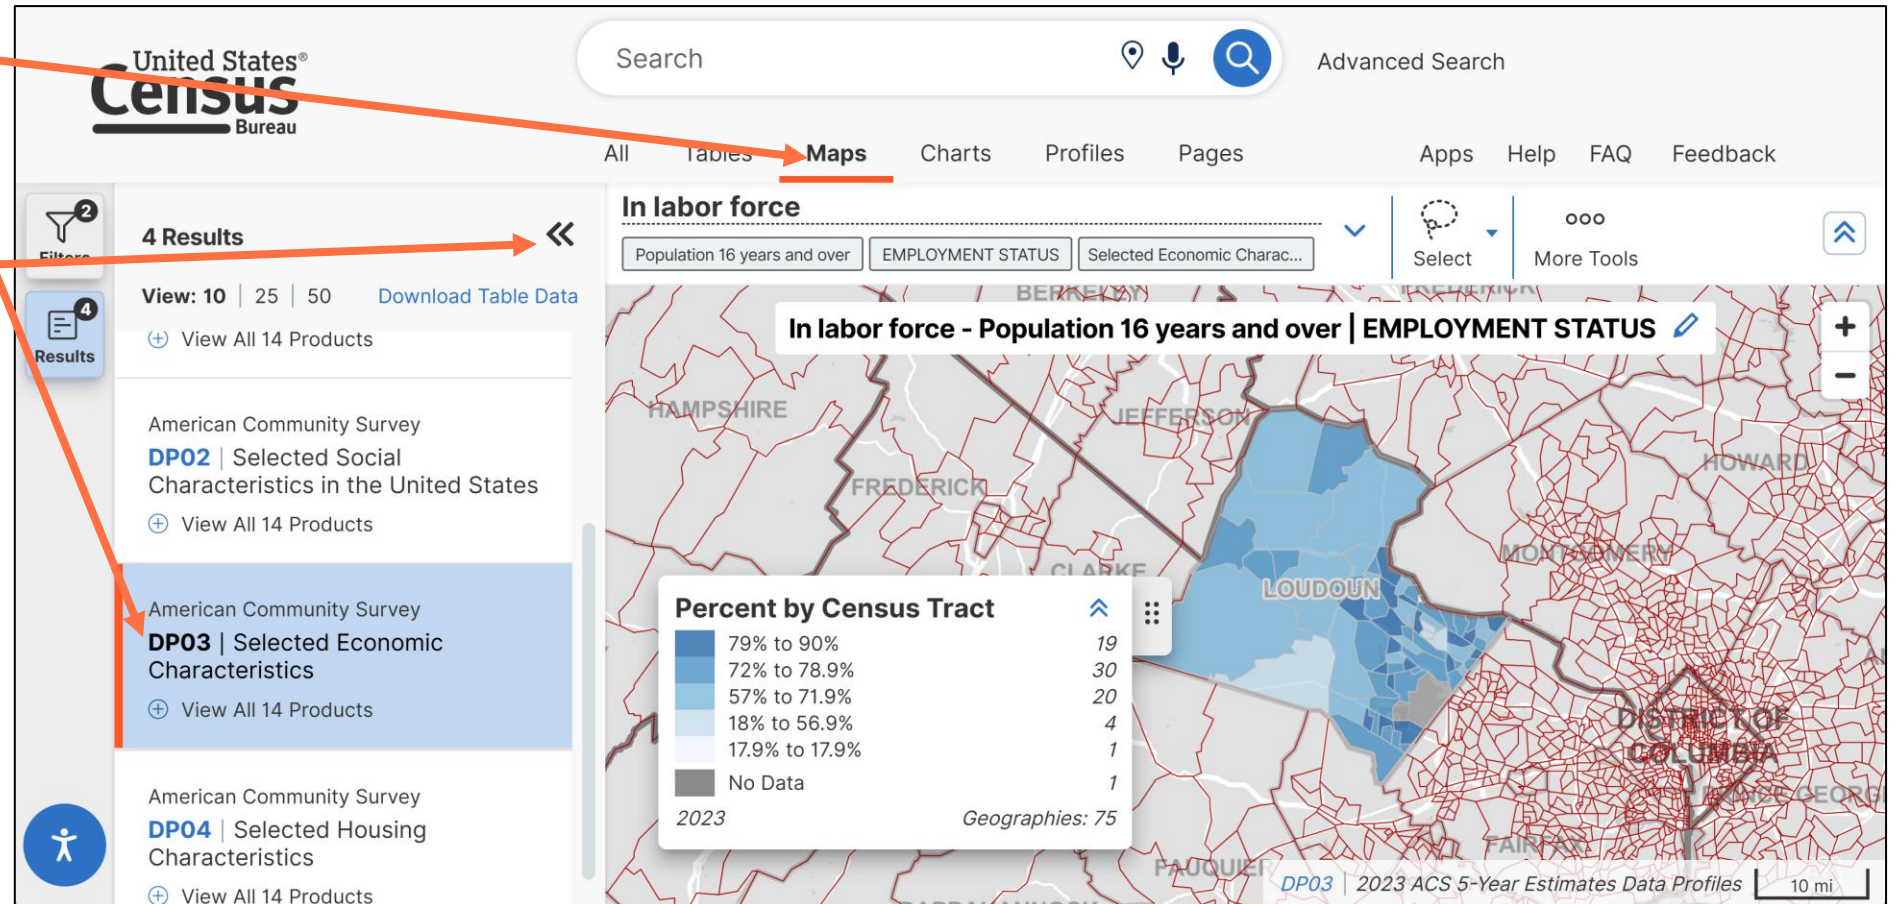 United States®
Census
Bureau
Search
Advanced Search
All Tables Maps Charts Profiles Pages
Apps Help FAQ Feedback
2
Filters
4
Results
4 Results
View: 10 | 25 | 50 Download Table Data
View All 14 Products
American Community Survey
DP02 | Selected Social
Characteristics in the United States
View All 14 Products
American Community Survey
DP03 | Selected Economic
Characteristics
View All 14 Products
American Community Survey
DP04 | Selected Housing
Characteristics
View All 14 Products
In labor force
Population 16 years and over EMPLOYMENT STATUS Selected Economic Charac...
Select
More Tools
BERKELEY
FREDERICK
In labor force - Population 16 years and over | EMPLOYMENT STATUS
+
−
HAMPSHIRE
JEFFERSON
HOWARD
FREDERICK
MONTGOMERY
CLARKE
LOUDOUN
Percent by Census Tract
79% to 90% 19
72% to 78.9% 30
57% to 71.9% 20
18% to 56.9% 4
17.9% to 17.9% 1
No Data 1
2023 Geographies: 75
DISTRICT OF
COLUMBIA
FAIRFAX
FAUQUIER
DP03 | 2023 ACS 5-Year Estimates Data Profiles
10 mi